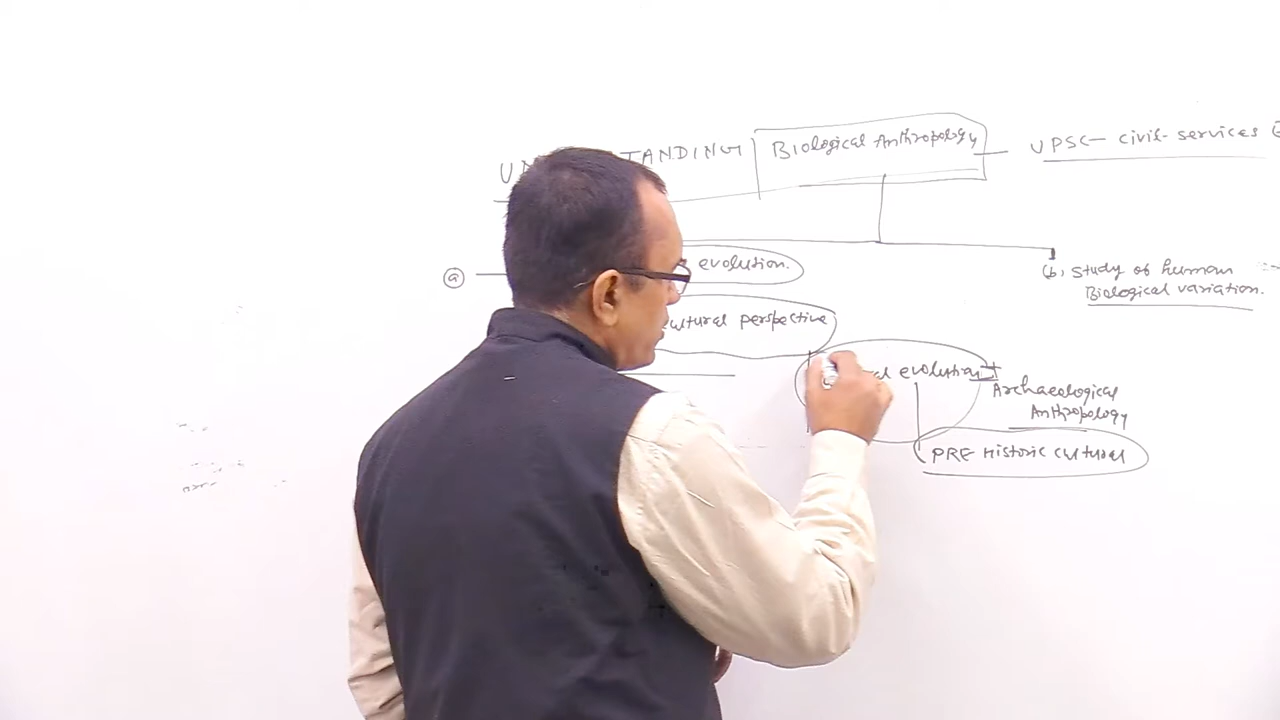 TANDING Biological Anthropology UPSC- civil-services
(a) evolution. (b) Study of human
Biological variation.
perspective
evolution
Archaeological
Anthropology
PRE Historic cultural